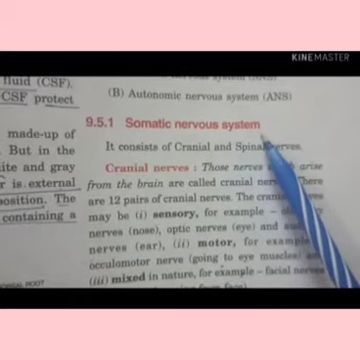 KINEMASTER
fluid (CSF).
CSF protect
(B) Autonomic nervous system (ANS)
made-up of
But in the
ite and gray
is external
position. The
containing a
9.5.1 Somatic nervous system
It consists of Cranial and Spinal nerves.
Cranial nerves : Those nerves arise
from the brain are called cranial There
are 12 pairs of cranial nerves. The
may be (i) sensory, for example –
nerves (nose), optic nerves (eye) and
nerves (ear), (ii) motor, for example
occulomotor nerve (going to eye muscles)
(iii) mixed in nature, for example – facial nerves
ROOT